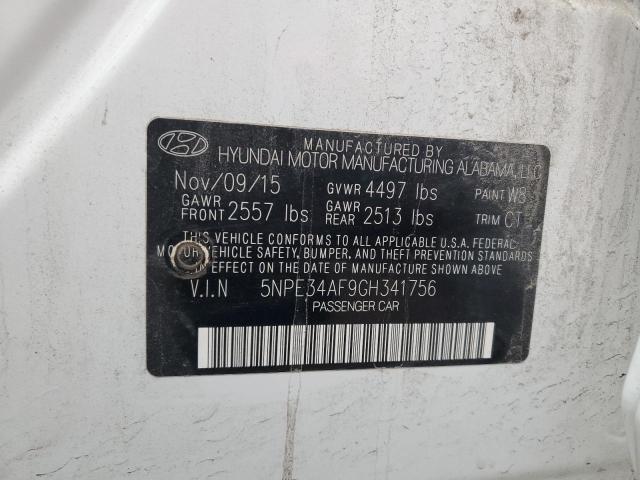 MANUFACTURED BY
HYUNDAI MOTOR MANUFACTURING ALABAMA, LLC
Nov/09/15 GVWR 4497 lbs PAINT W8
GAWR FRONT 2557 lbs GAWR REAR 2513 lbs TRIM CT
THIS VEHICLE CONFORMS TO ALL APPLICABLE U.S.A. FEDERAL
MOTOR VEHICLE SAFETY, BUMPER, AND THEFT PREVENTION STANDARDS
IN EFFECT ON THE DATE OF MANUFACTURE SHOWN ABOVE
V.I.N 5NPE34AF9GH341756
PASSENGER CAR